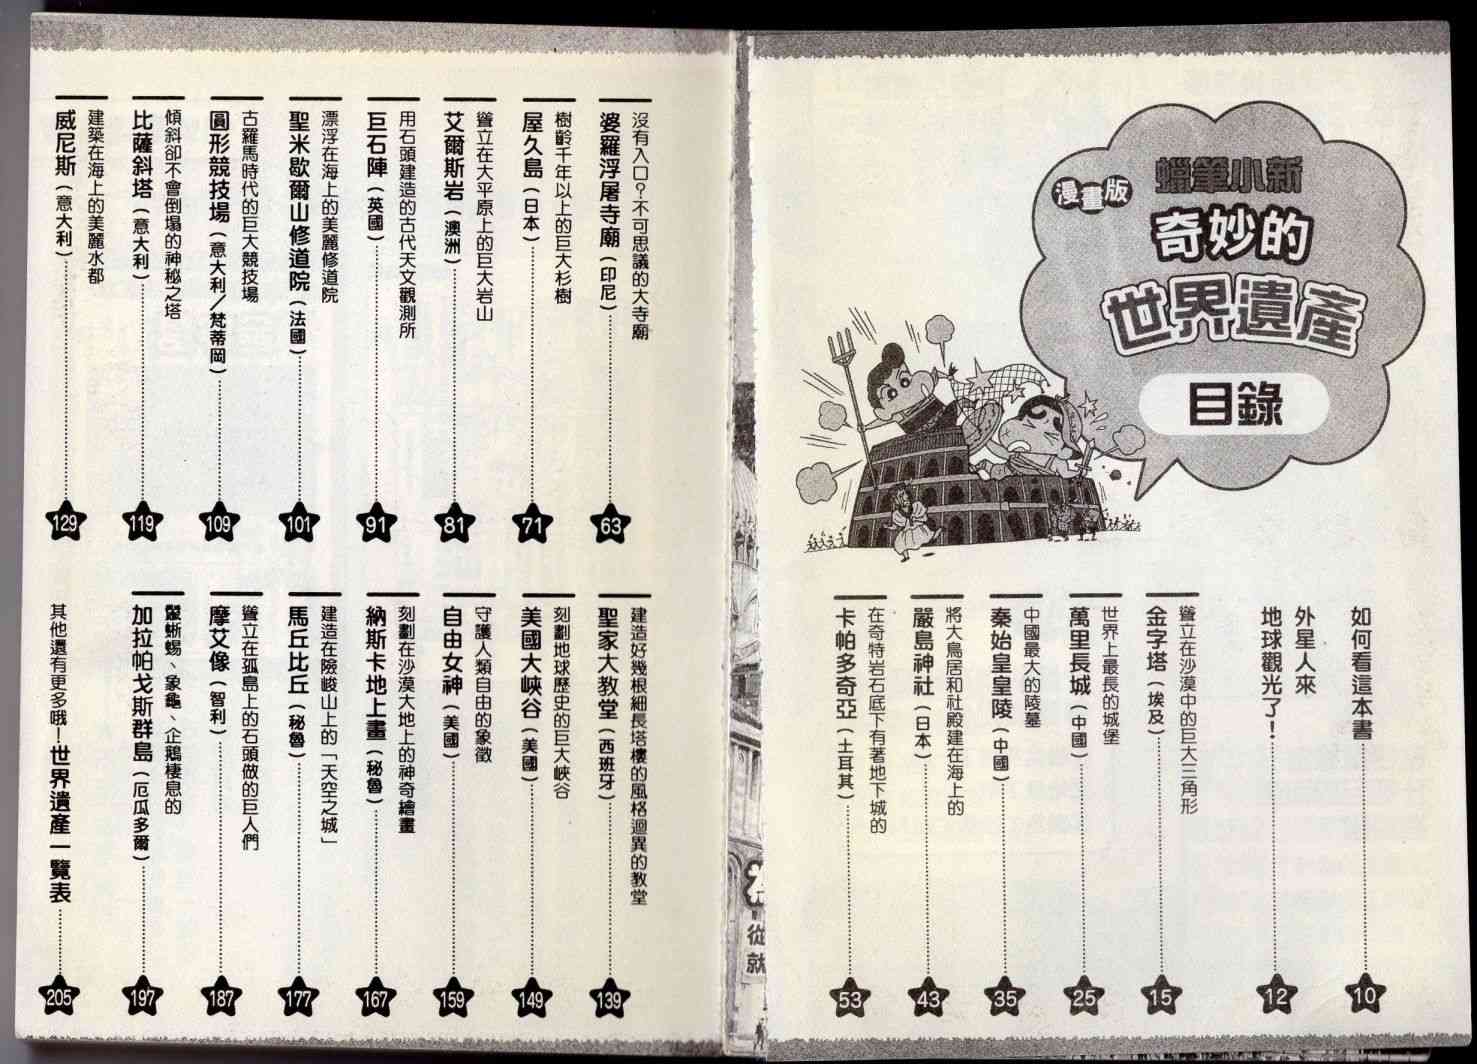 蠟筆小新
漫畫版
奇妙的
世界遺產
目錄
如何看這本書
10
外星人來
地球觀光了！
12
聳立在沙漠中的巨大三角形
金字塔（埃及）
15
世界上最長的城堡
萬里長城（中國）
25
中國最大的陵墓
秦始皇皇陵（中國）
35
將大鳥居和社殿建在海上的
嚴島神社（日本）
43
在奇特岩石底下有著地下城的
卡帕多奇亞（土耳其）
53
沒有入口？不可思議的大寺廟
婆羅浮屠寺廟（印尼）
63
樹齡千年以上的巨大杉樹
屋久島（日本）
71
聳立在大平原上的巨大岩山
艾爾斯岩（澳洲）
81
用石頭建造的古代天文觀測所
巨石陣（英國）
91
漂浮在海上的美麗修道院
聖米歇爾山修道院（法國）
101
古羅馬時代的巨大競技場
圓形競技場（意大利／梵蒂岡）
109
傾斜卻不會倒塌的神秘之塔
比薩斜塔（意大利）
119
建築在海上的美麗水都
威尼斯（意大利）
129
建造好幾根細長塔樓的風格迥異的教堂
聖家大教堂（西班牙）
139
刻劃地球歷史的巨大峽谷
美國大峽谷（美國）
149
守護人類自由的象徵
自由女神（美國）
159
刻劃在沙漠大地上的神奇繪畫
納斯卡地上畫（秘魯）
167
建造在險峻山上的「天空之城」
馬丘比丘（秘魯）
177
聳立在孤島上的石頭做的巨人們
摩艾像（智利）
187
鬣蜥蜴、象龜、企鵝棲息的
加拉帕戈斯群島（厄瓜多爾）
197
其他還有更多哦！世界遺產一覽表
205
從
就